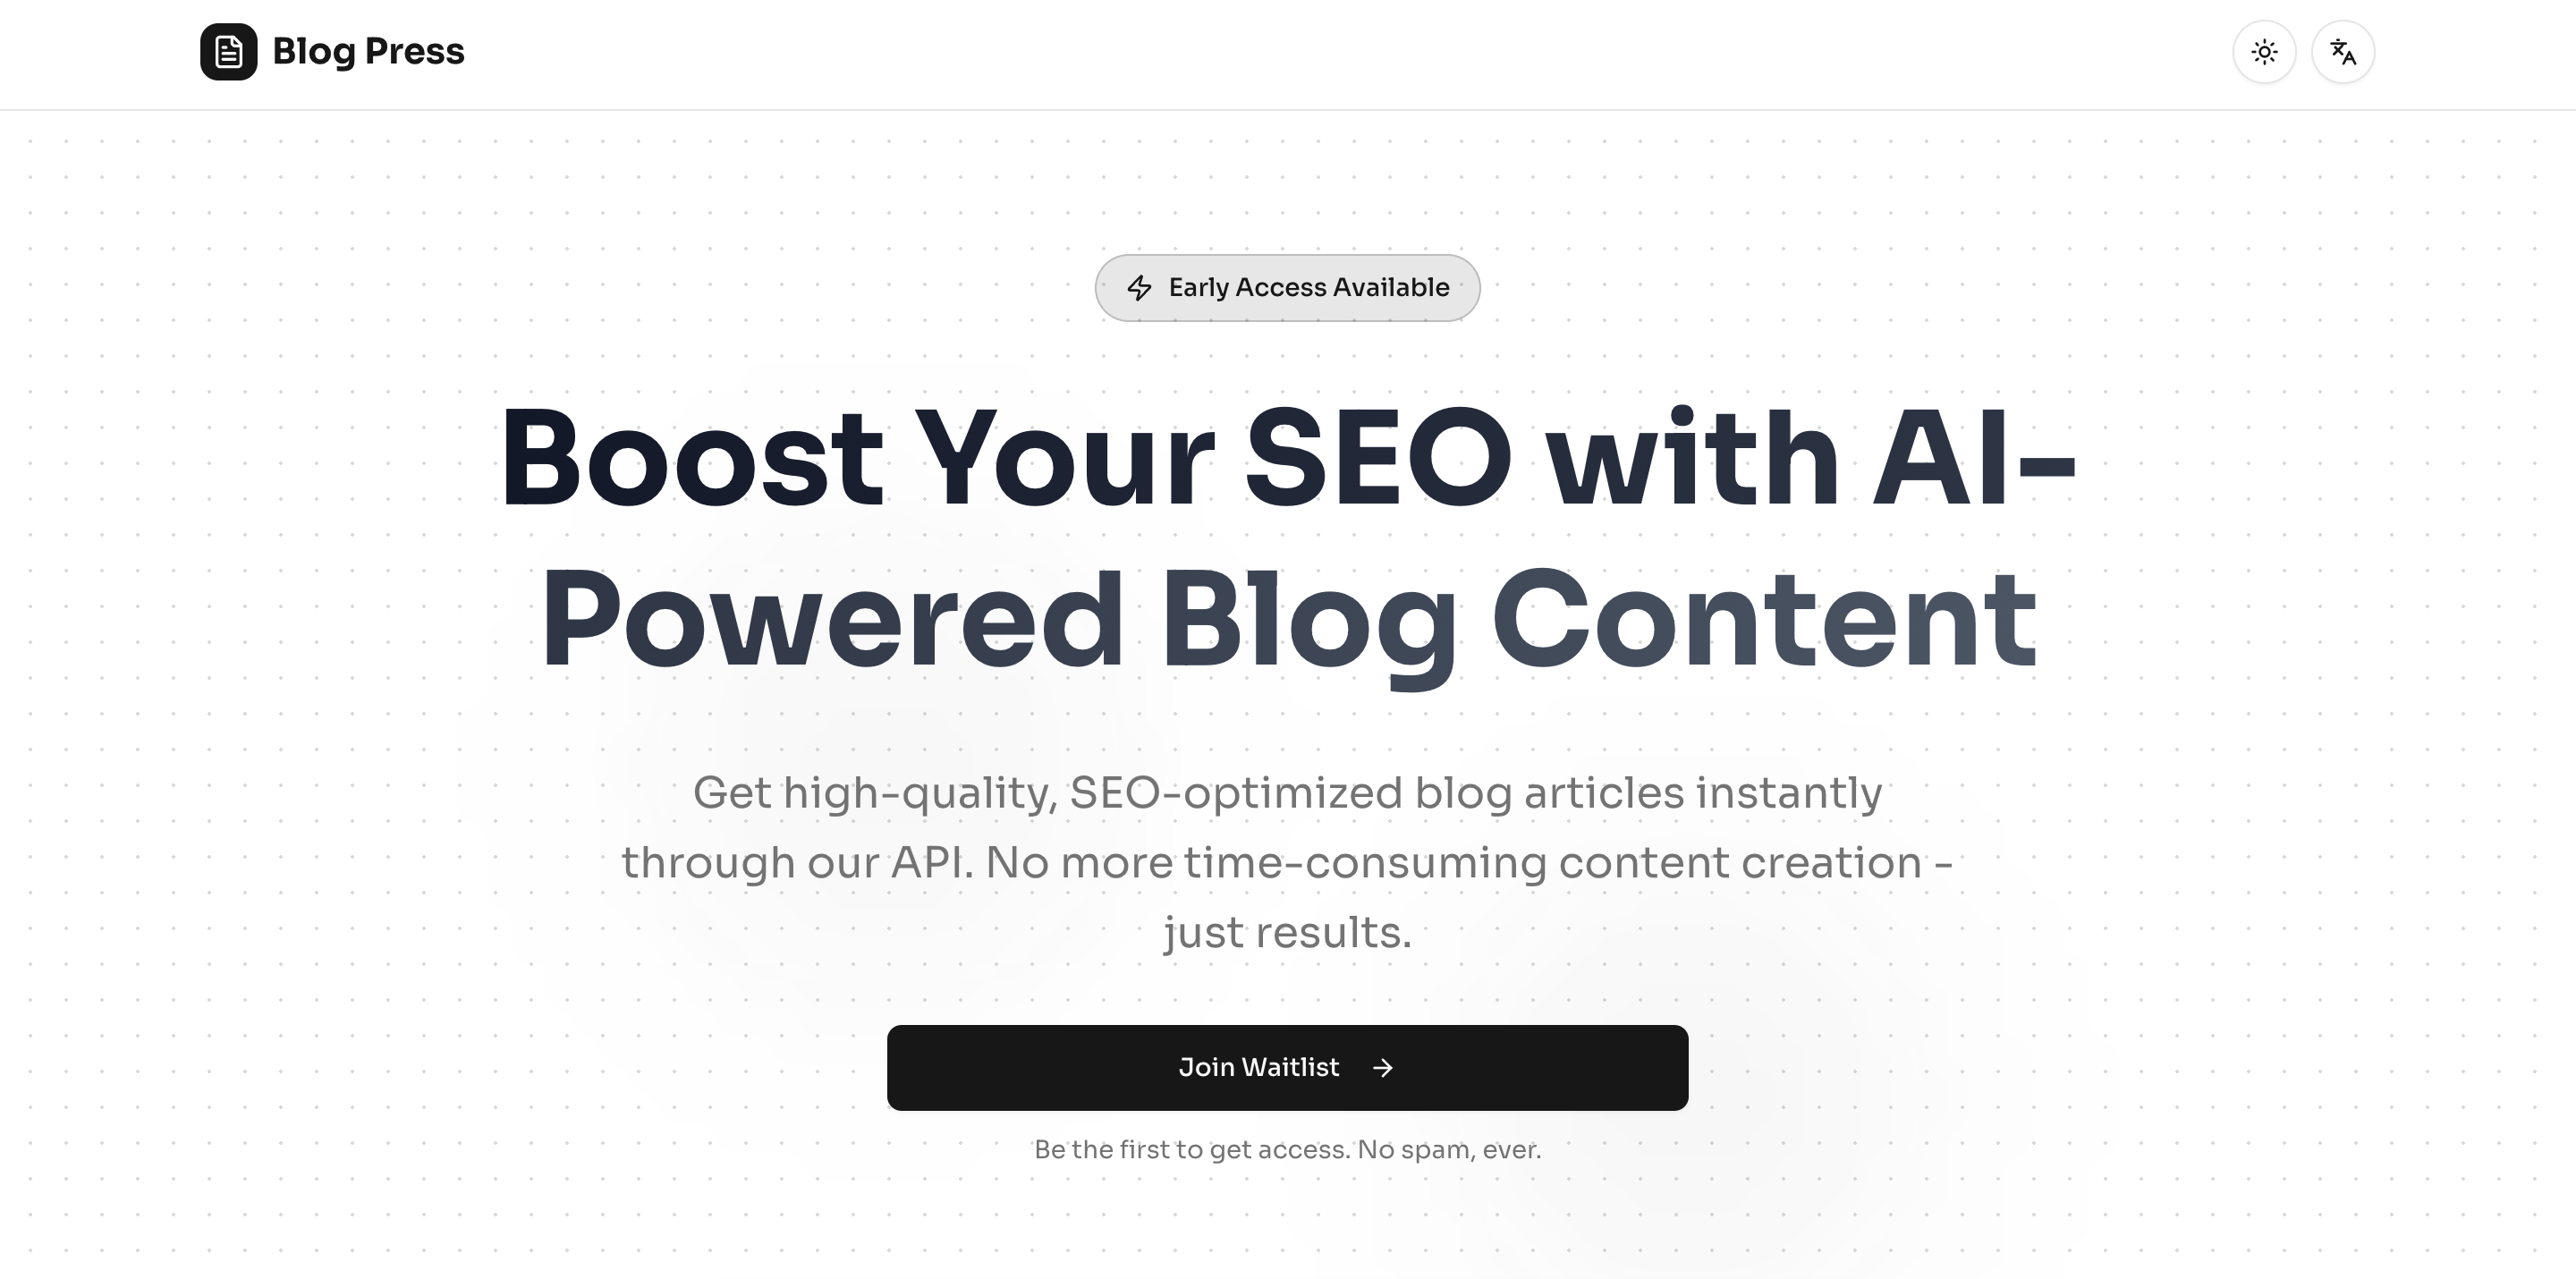 Blog Press
Early Access Available
Boost Your SEO with AI-
Powered Blog Content
Get high-quality, SEO-optimized blog articles instantly
through our API. No more time-consuming content creation -
just results.
Join Waitlist
Be the first to get access. No spam, ever.